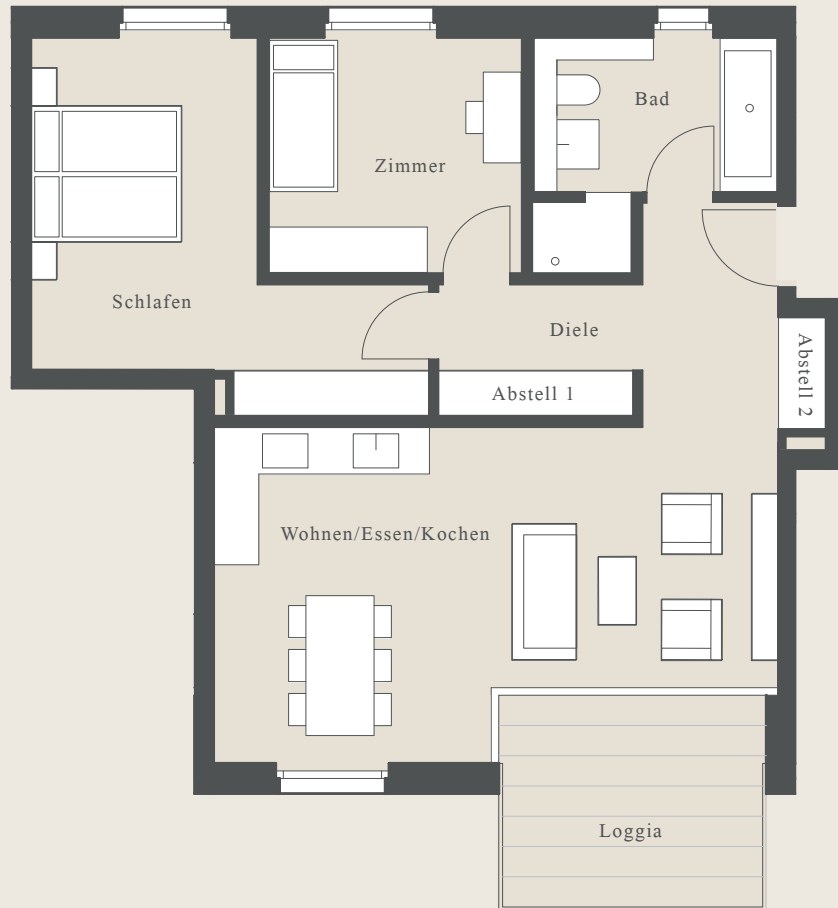 Bad
Zimmer
Schlafen
Diele
Abstell 2
Abstell 1
Wohnen/Essen/Kochen
Loggia